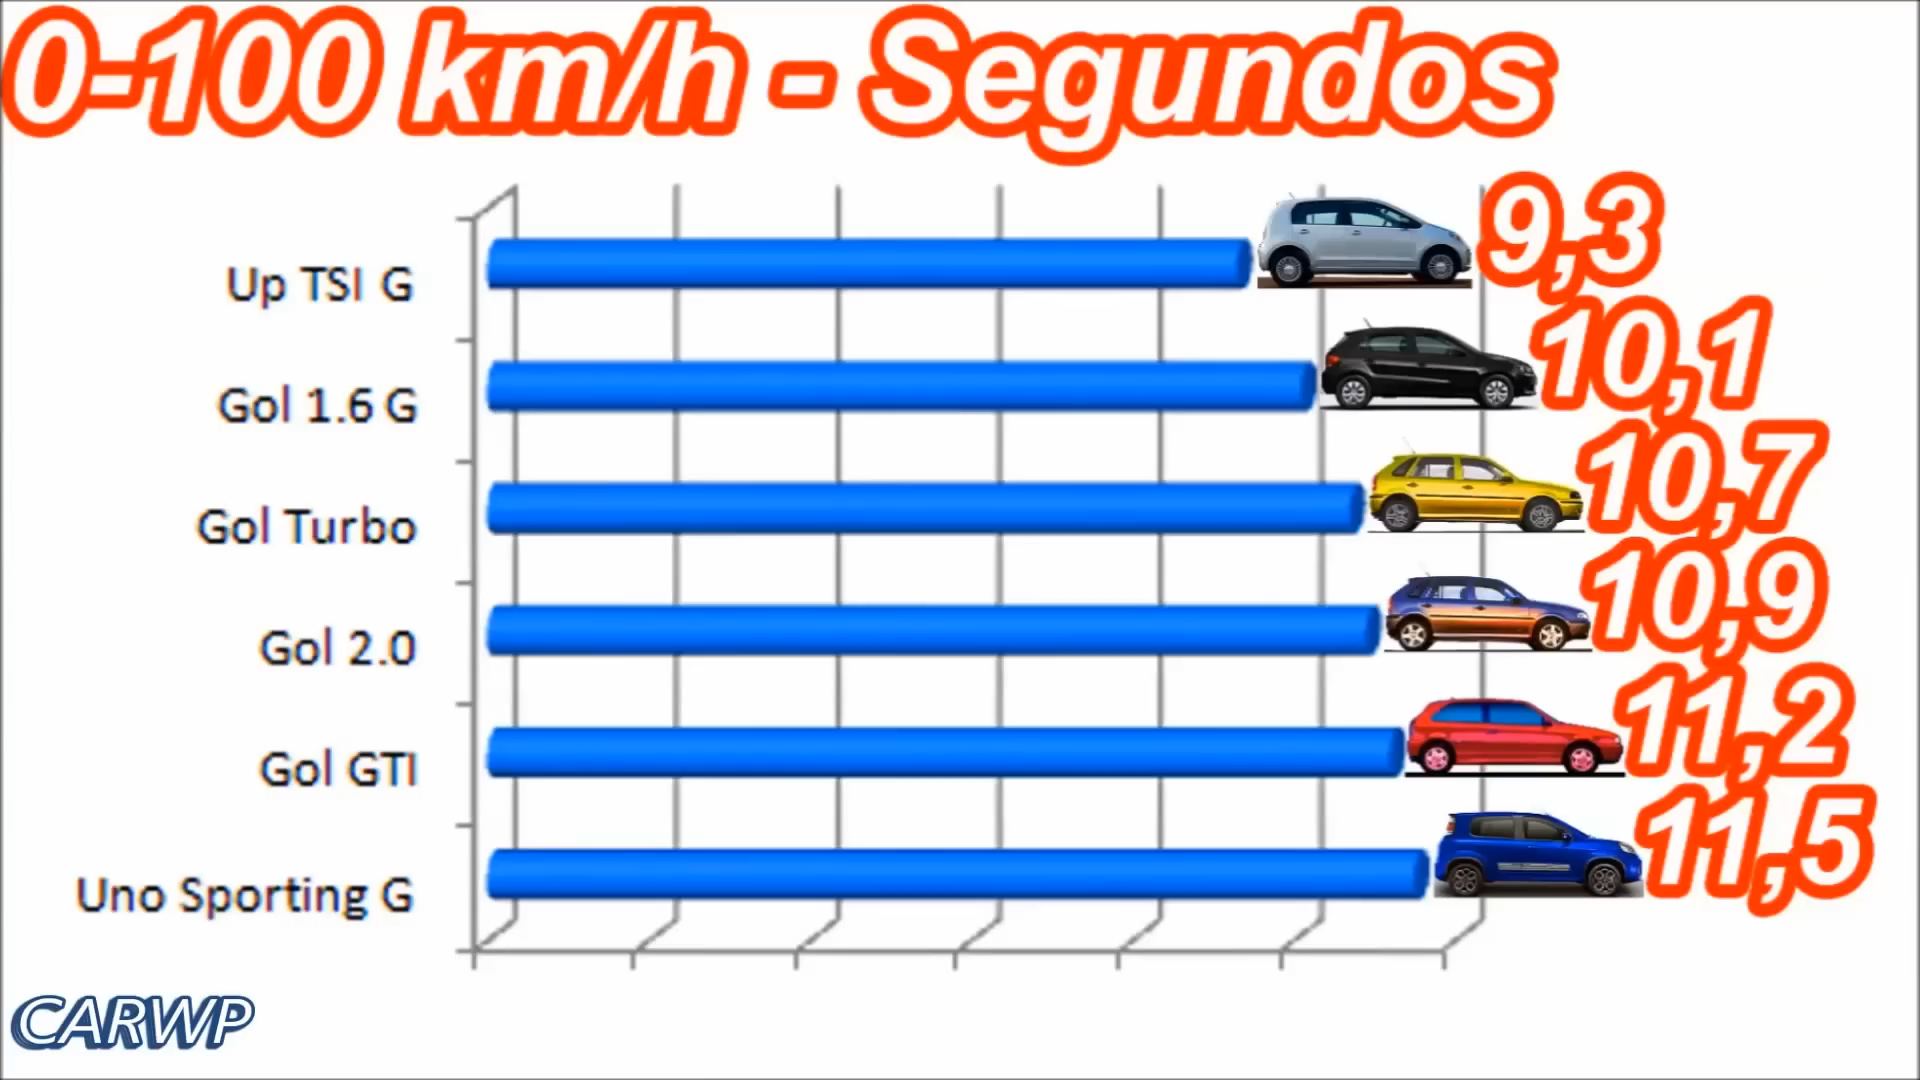 0-100 km/h - Segundos
Up TSI G 9,3
Gol 1.6 G 10,1
Gol Turbo 10,7
Gol 2.0 10,9
Gol GTI 11,2
Uno Sporting G 11,5
CARWP